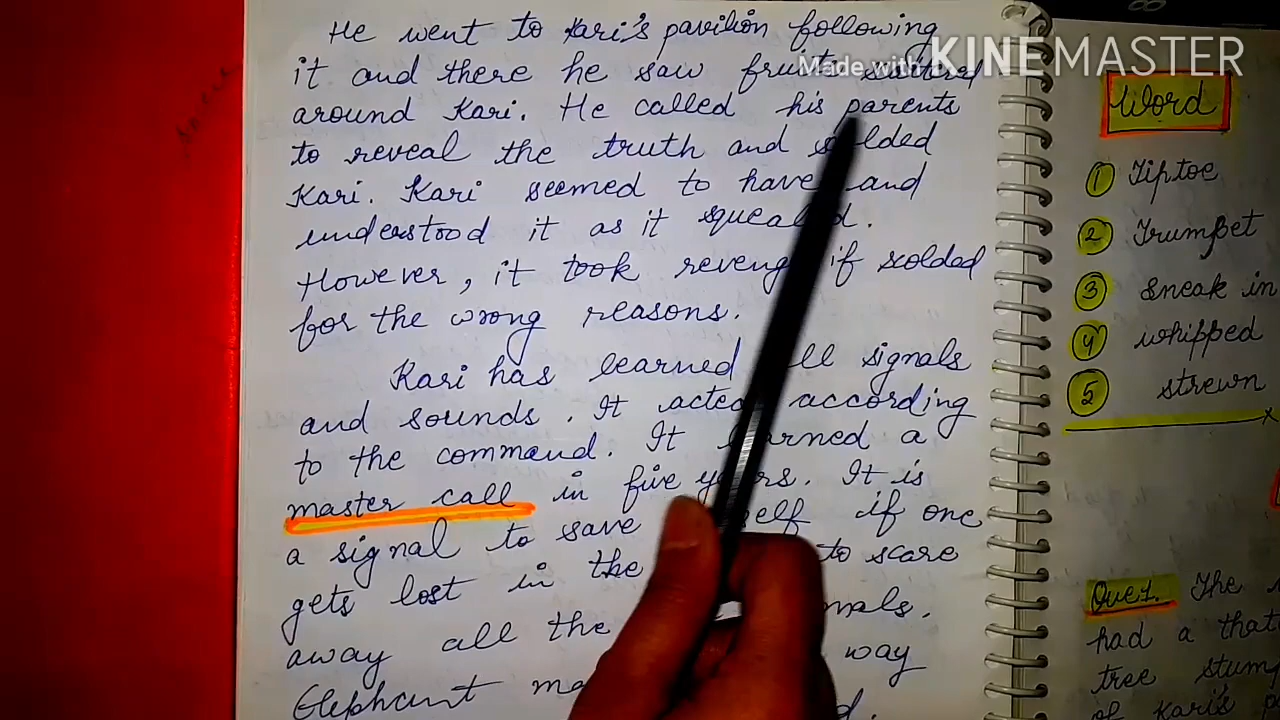 He went to Kari's pavilion following
it and there he saw fruits
around Kari. He called his parents
to reveal the truth and
Kari. Kari seemed to have and
understood it as it
However, it took if scolded
for the wrong reasons.
Kari has learned signals
and sounds. It acted according
to the command. It a
master call in five. It is
a signal to save if one
gets lost in the to scare
away all the
way
Elephant
Made with KINEMASTER
Word
① Tiptoe
② Trumpet
③ sneak in
④ whipped
⑤ strewn
Que1. The
had a
tree
of Kari's